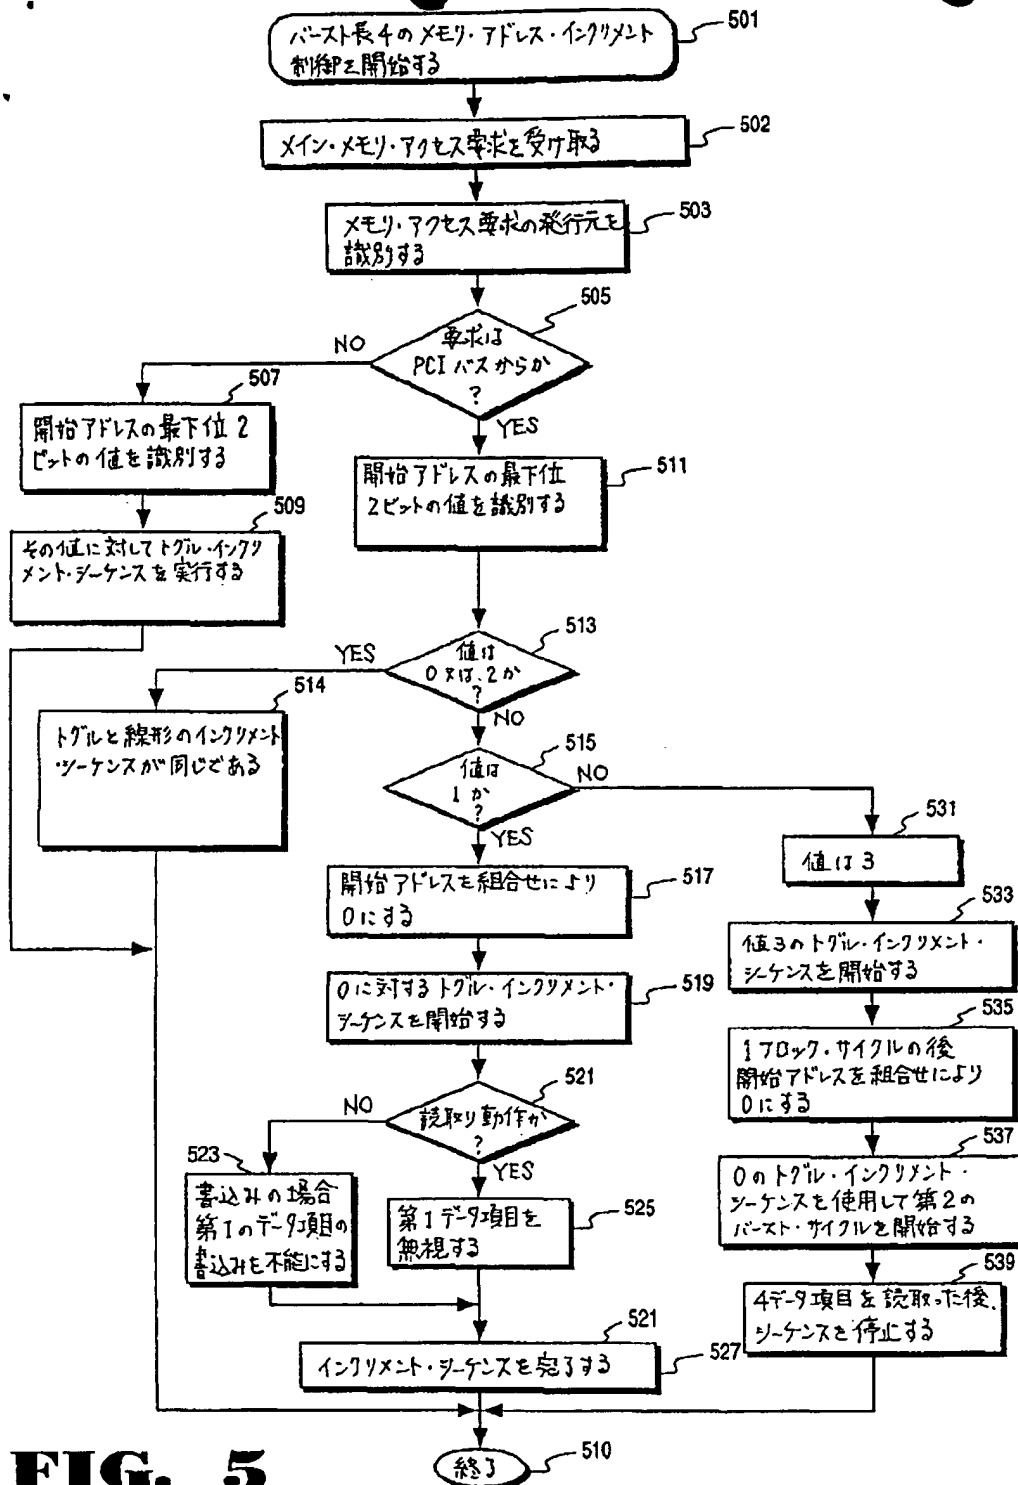 バースト長4のメモリ・アドレス・インクリメント
制御を開始する
501
メイン・メモリ・アクセス要求を受け取る
502
メモリ・アクセス要求の発行元を
識別する
503
505
要求は
PCIバスからか
?
NO
YES
507
開始アドレスの最下位2
ビットの値を識別する
509
その値に対してトグル・インクリ
メント・シーケンスを実行する
開始アドレスの最下位
2ビットの値を識別する
511
513
値は
0又は、2か
?
YES
NO
514
トグルと線形のインクリメント
・シーケンスが同じである
515
値は
1か
?
NO
YES
531
値は3
開始アドレスを組合せにより
0にする
517
533
値3のトグル・インクリメント・
シーケンスを開始する
0に対するトグル・インクリメント・
シーケンスを開始する
519
535
1ブロック・サイクルの後
開始アドレスを組合せにより
0にする
521
読取り動作か
?
NO
YES
523
書込みの場合
第1のデータ項目の
書込みを不能にする
第1データ項目を
無視する
525
537
0のトグル・インクリメント・
シーケンスを使用して第2の
バースト・サイクルを開始する
539
4データ項目を読取った後、
シーケンスを停止する
521
インクリメント・シーケンスを完了する
527
終了
510
FIG. 5